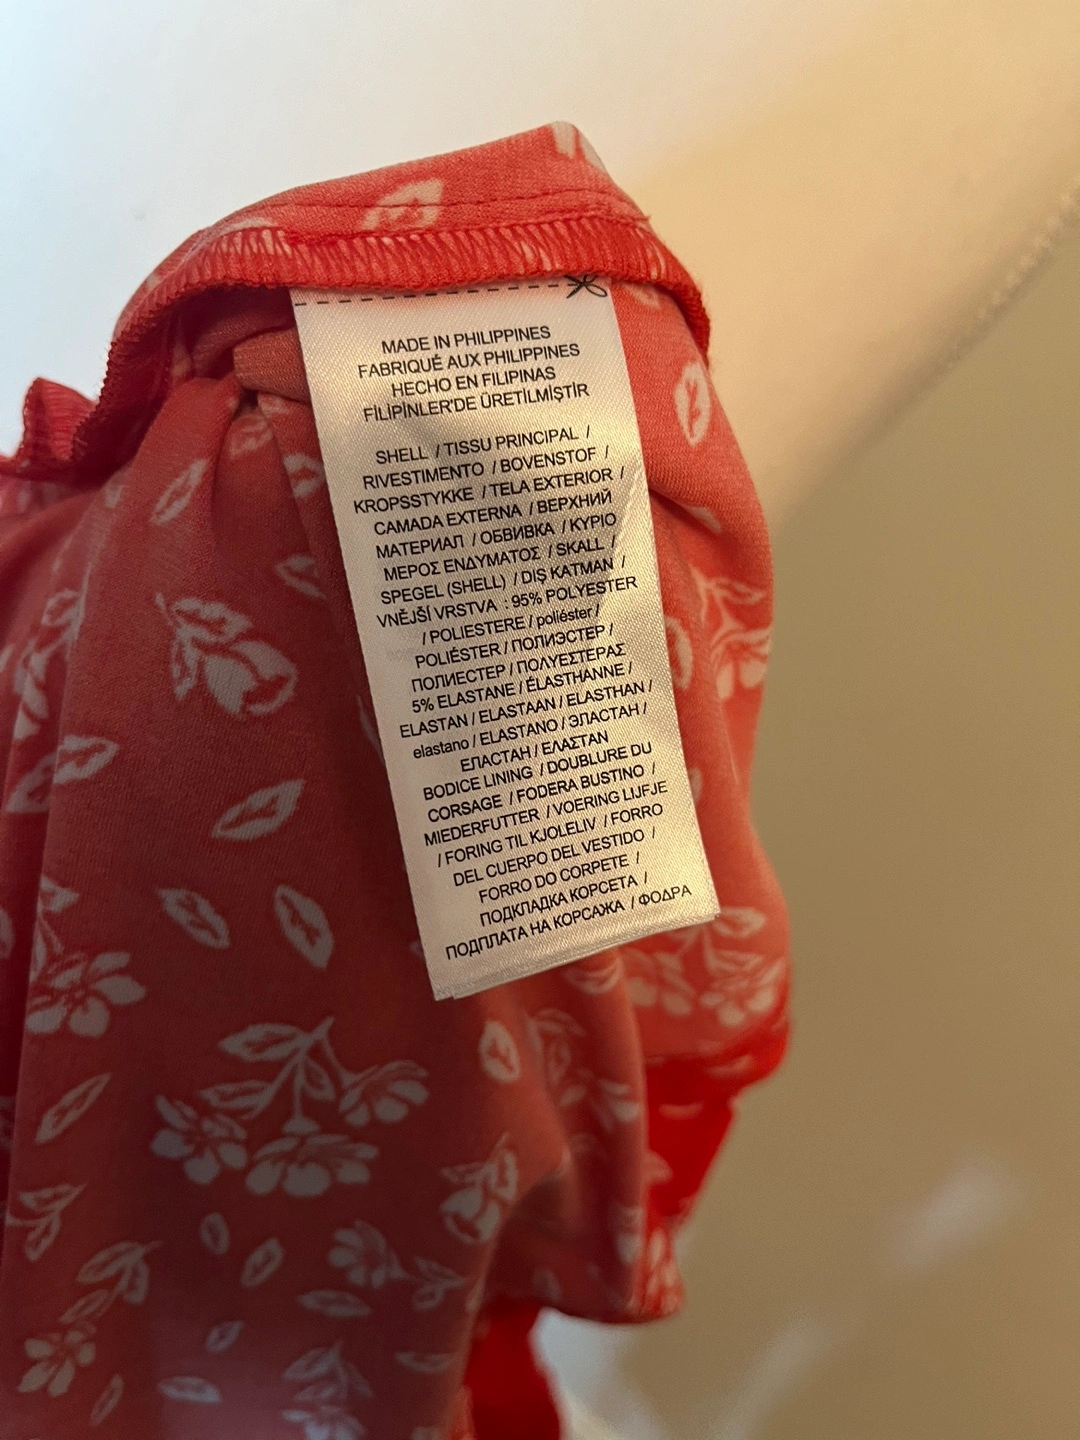 MADE IN PHILIPPINES
FABRIQUÉ AUX PHILIPPINES
HECHO EN FILIPINAS
FİLİPİNLER'DE ÜRETİLMİŞTİR
SHELL / TISSU PRINCIPAL /
RIVESTIMENTO / BOVENSTOF /
KROPSSTYKKE / TELA EXTERIOR /
CAMADA EXTERNA / ВЕРХНИЙ
МАТЕРИАЛ / ОБВИВКА / ΚΥΡΙΟ
ΜΕΡΟΣ ΕΝΔΥΜΑΤΟΣ / SKALL /
SPEGEL (SHELL) / DIŞ KATMAN /
VNĚJŠÍ VRSTVA : 95% POLYESTER
/ POLIESTERE / poliéster /
POLIÉSTER / ПОЛИЭСТЕР /
ПОЛИЕСТЕР / ΠΟΛΥΕΣΤΕΡΑΣ
5% ELASTANE / ÉLASTHANNE /
ELASTAN / ELASTAAN / ELASTHAN /
elastano / ELASTANO / ЭЛАСТАН /
ЕЛАСТАН / ΕΛΑΣΤΑΝ
BODICE LINING / DOUBLURE DU
CORSAGE / FODERA BUSTINO /
MIEDERFUTTER / VOERING LIJFJE
/ FORING TIL KJOLELIV / FORRO
DEL CUERPO DEL VESTIDO /
FORRO DO CORPETE /
ПОДКЛАДКА КОРСЕТА /
ПОДПЛАТА НА КОРСАЖА / ΦΟΔΡΑ